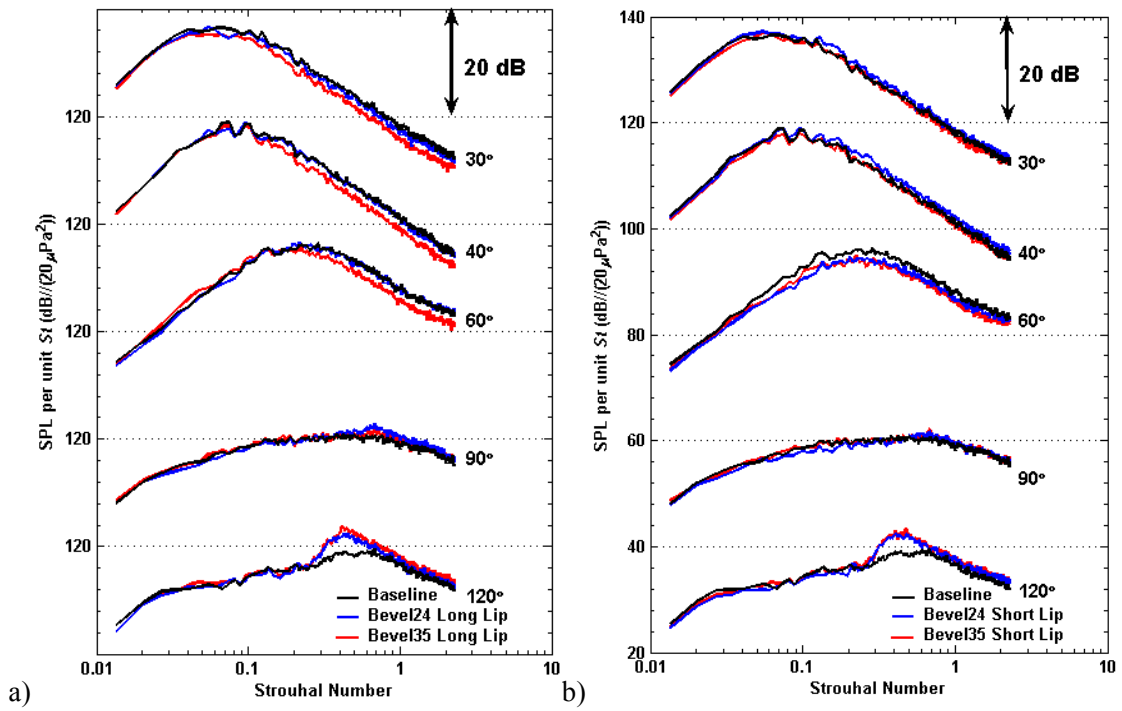 20 dB
120
30°
120
40°
120
60°
120
90°
120
120°
SPL per unit St (dB//(20µPa²))
Baseline
Bevel24 Long Lip
Bevel35 Long Lip
0.01 0.1 1 10
Strouhal Number
a)
140
20 dB
120
30°
100
40°
80
60°
60
90°
40
120°
20
SPL per unit St (dB//(20µPa²))
Baseline
Bevel24 Short Lip
Bevel35 Short Lip
0.01 0.1 1 10
Strouhal Number
b)